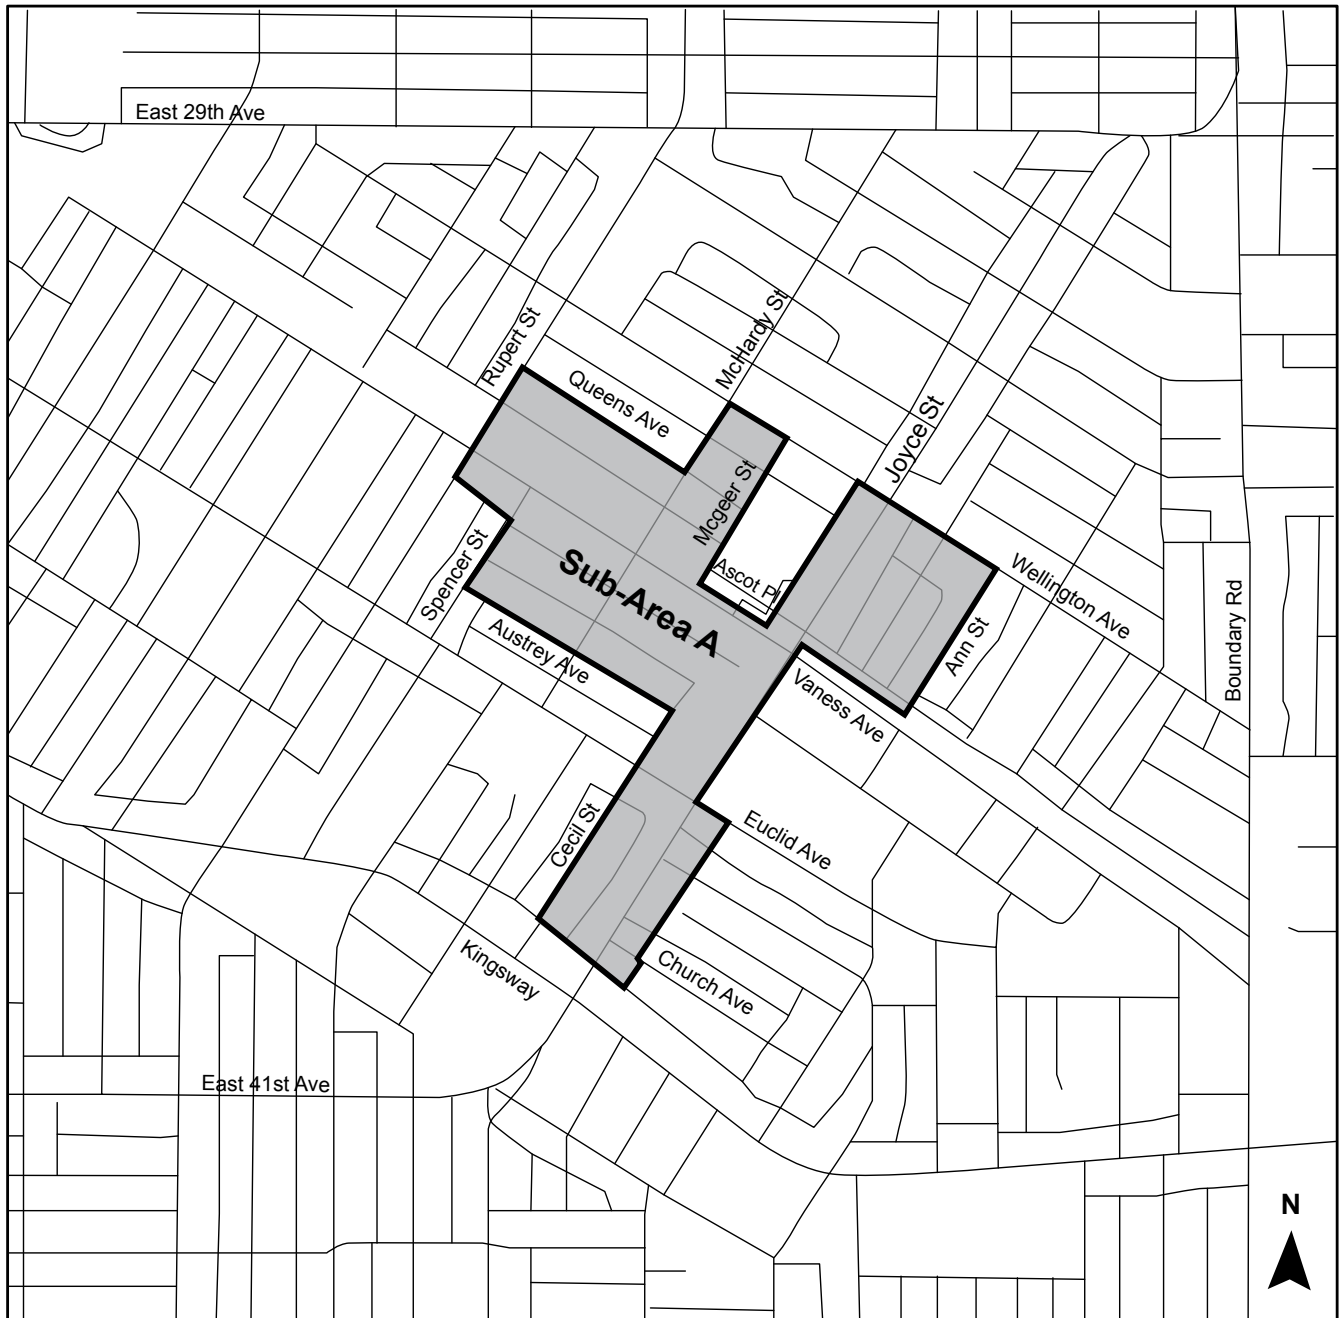 East 29th Ave
Rupert St
McHardy St
Queens Ave
Joyce St
Mcgeer St
Spencer St
Sub-Area A
Ascot Pl
Wellington Ave
Boundary Rd
Ann St
Austrey Ave
Vaness Ave
Cecil St
Euclid Ave
Kingsway
Church Ave
East 41st Ave
N